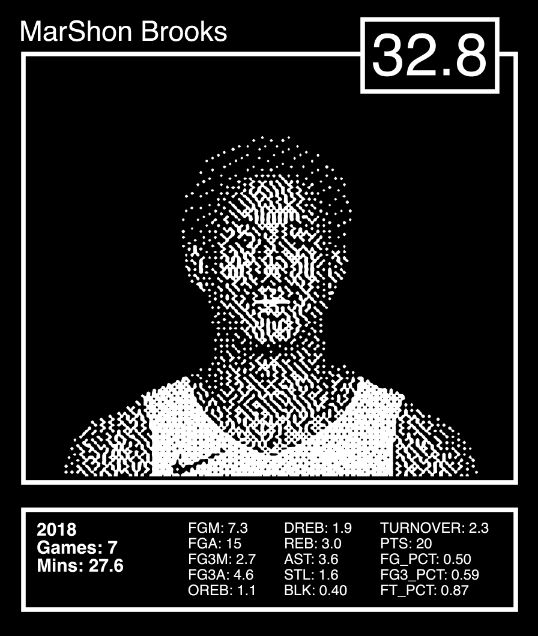 MarShon Brooks
32.8
2018
Games: 7
Mins: 27.6
FGM: 7.3
FGA: 15
FG3M: 2.7
FG3A: 4.6
OREB: 1.1
DREB: 1.9
REB: 3.0
AST: 3.6
STL: 1.6
BLK: 0.40
TURNOVER: 2.3
PTS: 20
FG_PCT: 0.50
FG3_PCT: 0.59
FT_PCT: 0.87